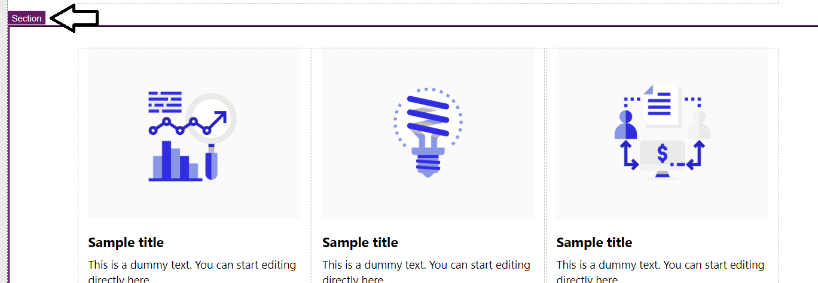 Section
$
Sample title
This is a dummy text. You can start editing
directly here
Sample title
This is a dummy text. You can start editing
directly here
Sample title
This is a dummy text. You can start editing
directly here